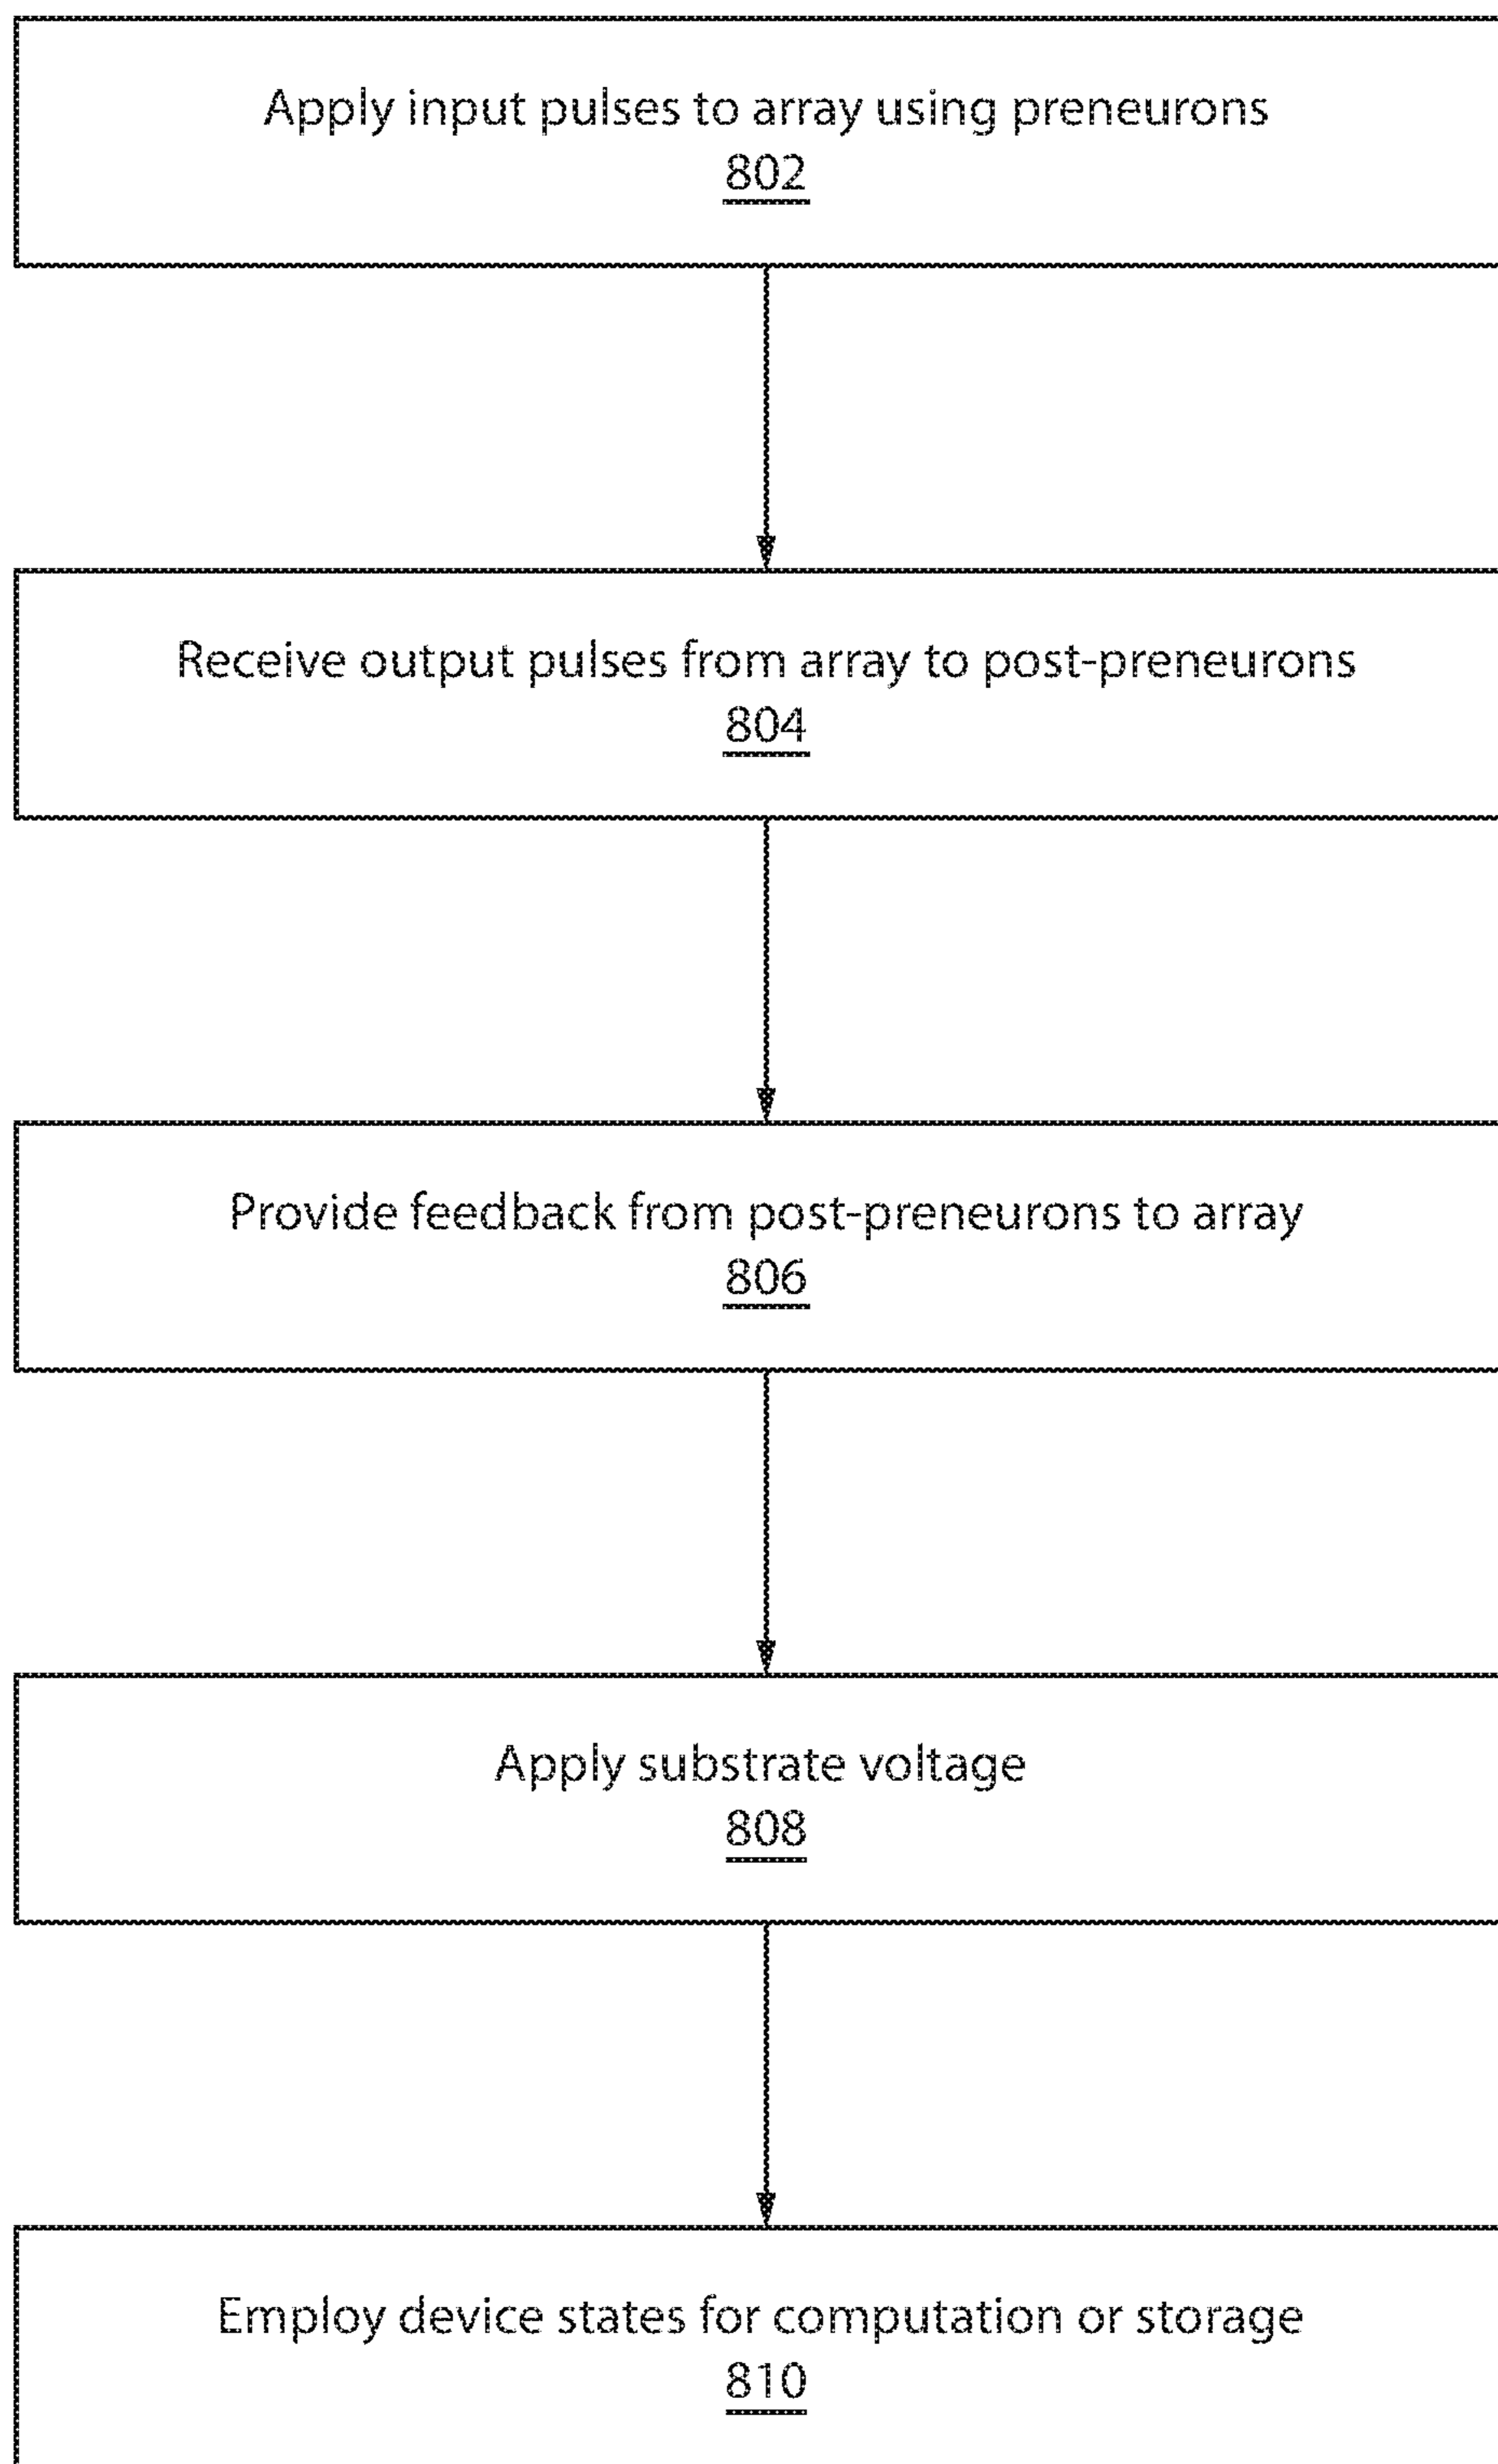 Apply input pulses to array using preneurons
802
Receive output pulses from array to post-preneurons
804
Provide feedback from post-preneurons to array
806
Apply substrate voltage
808
Employ device states for computation or storage
810